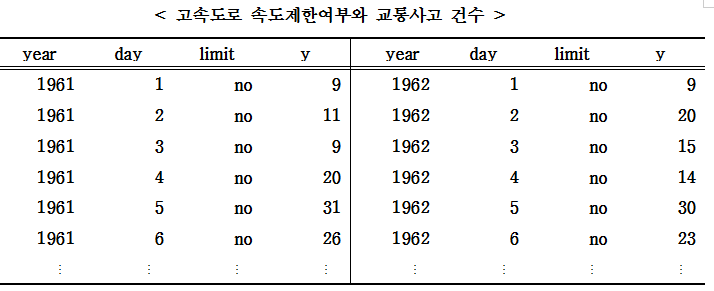 < 고속도로 속도제한여부와 교통사고 건수 >
year day limit y year day limit y
1961 1 no 9 1962 1 no 9
1961 2 no 11 1962 2 no 20
1961 3 no 9 1962 3 no 15
1961 4 no 20 1962 4 no 14
1961 5 no 31 1962 5 no 30
1961 6 no 26 1962 6 no 23
⋮ ⋮ ⋮ ⋮ ⋮ ⋮ ⋮ ⋮